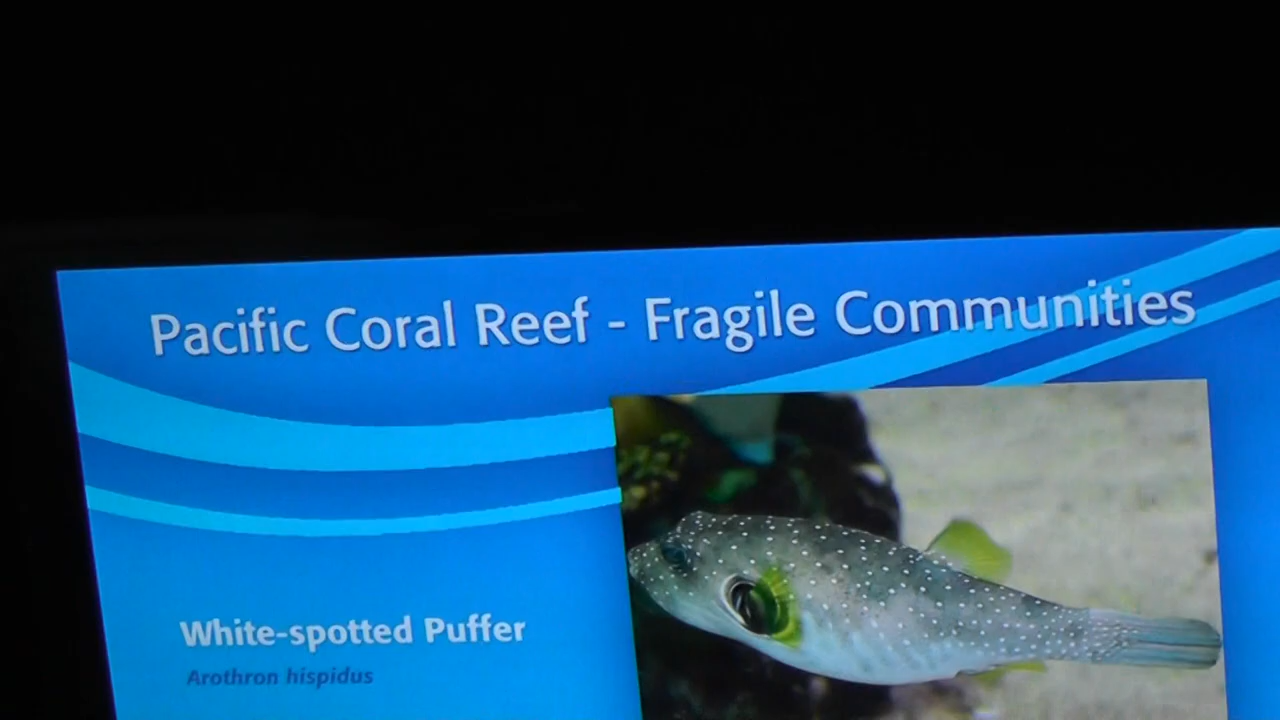 Pacific Coral Reef - Fragile Communities
White-spotted Puffer
Arothron hispidus